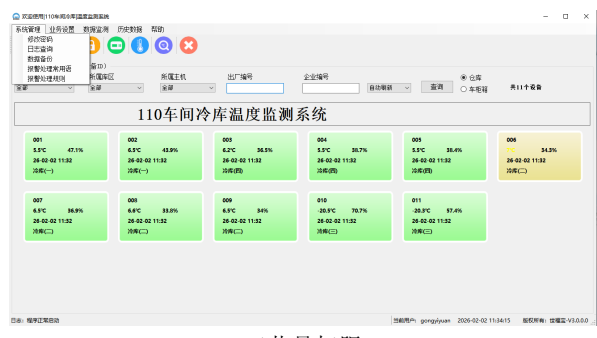 欢迎使用[110车间冷库]温度监测系统
系统管理 业务设置 数据监测 历史数据 帮助
修改密码
日志查询
数据备份
报警处理常用语
报警处理规则
备ID)
所属库区 所属主机 出厂编号 企业编号
全部 全部 全部 自动刷新 查询 仓库 车柜箱 共11个设备
110车间冷库温度监测系统
001 002 003 004 005 006
5.5℃ 47.1% 6.5℃ 43.9% 6.2℃ 36.5% 5.5℃ 38.7% 5.5℃ 38.4% 34.3%
26-02-02 11:32 26-02-02 11:32 26-02-02 11:32 26-02-02 11:32 26-02-02 11:32 26-02-02 11:32
冷库(一) 冷库(一) 冷库(四) 冷库(四) 冷库(四) 冷库(二)
007 008 009 010 011
6.5℃ 36.9% 6.6℃ 33.8% 6.5℃ 34% -20.5℃ 70.7% -20.3℃ 57.4%
26-02-02 11:32 26-02-02 11:32 26-02-02 11:32 26-02-02 11:32 26-02-02 11:32
冷库(二) 冷库(二) 冷库(二) 冷库(三) 冷库(三)
日志: 程序正常启动 当前用户: gongyiyuan 2026-02-02 11:34:15 版权所有: 世福宝-V3.0.0.0